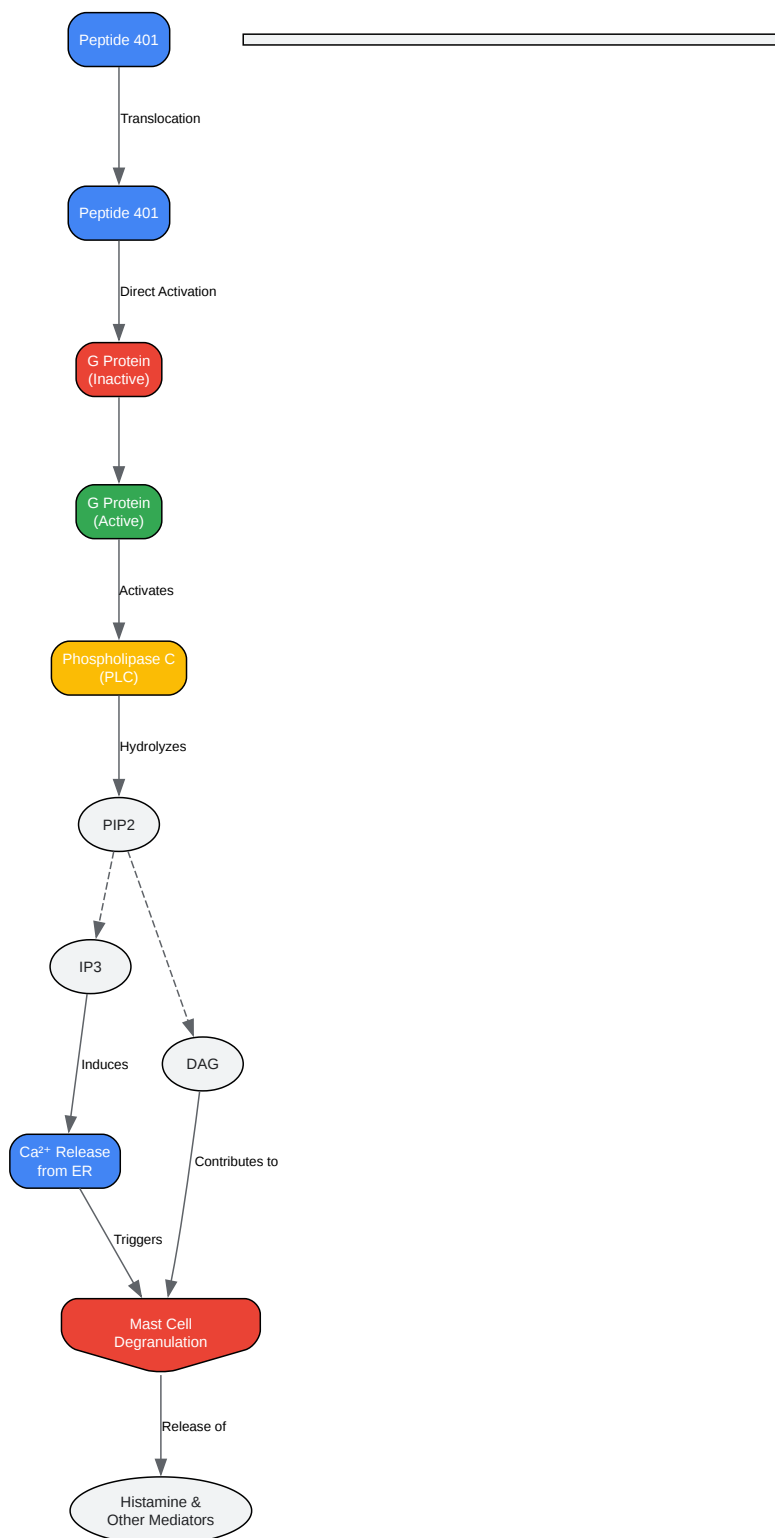 Peptide 401
Translocation
Peptide 401
Direct Activation
G Protein
(Inactive)
G Protein
(Active)
Activates
Phospholipase C
(PLC)
Hydrolyzes
PIP2
IP3
DAG
Induces
Ca²⁺ Release
from ER
Contributes to
Triggers
Mast Cell
Degranulation
Release of
Histamine &
Other Mediators